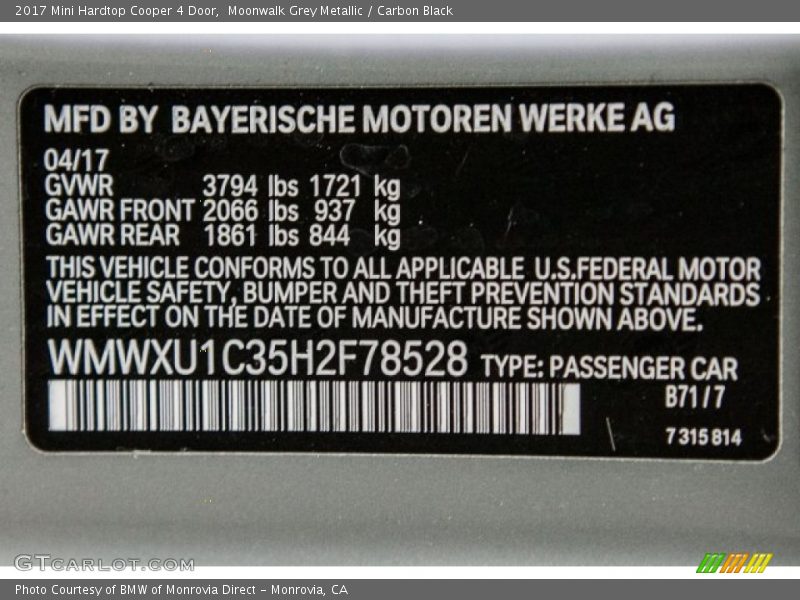 2017 Mini Hardtop Cooper 4 Door,  Moonwalk Grey Metallic / Carbon Black
MFD BY BAYERISCHE MOTOREN WERKE AG
04/17
GVWR 3794 lbs 1721 kg
GAWR FRONT 2066 lbs 937 kg
GAWR REAR 1861 lbs 844 kg
THIS VEHICLE CONFORMS TO ALL APPLICABLE U.S.FEDERAL MOTOR
VEHICLE SAFETY, BUMPER AND THEFT PREVENTION STANDARDS
IN EFFECT ON THE DATE OF MANUFACTURE SHOWN ABOVE.
WMWXU1C35H2F78528 TYPE: PASSENGER CAR
B71/7
7 315 814
GTCARLOT.COM
Photo Courtesy of BMW of Monrovia Direct - Monrovia, CA